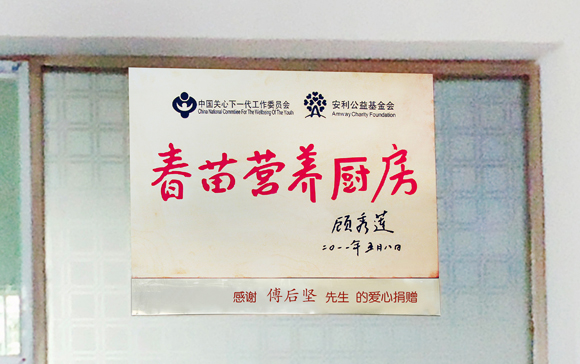 中国关心下一代工作委员会
China National Committee For The Wellbeing Of The Youth
安利公益基金会
Amway Charity Foundation
春苗营养厨房
顾秀莲
二〇一一年五月八日
感谢 傅后坚 先生 的爱心捐赠